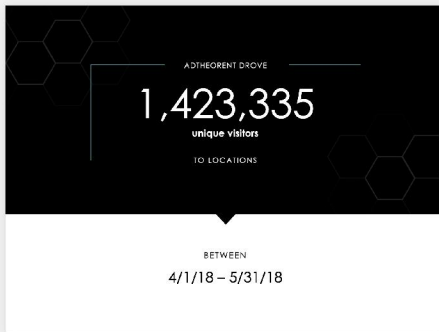 ADTHEORENT DROVE
1,423,335
unique visitors
TO LOCATIONS
BETWEEN
4/1/18 – 5/31/18